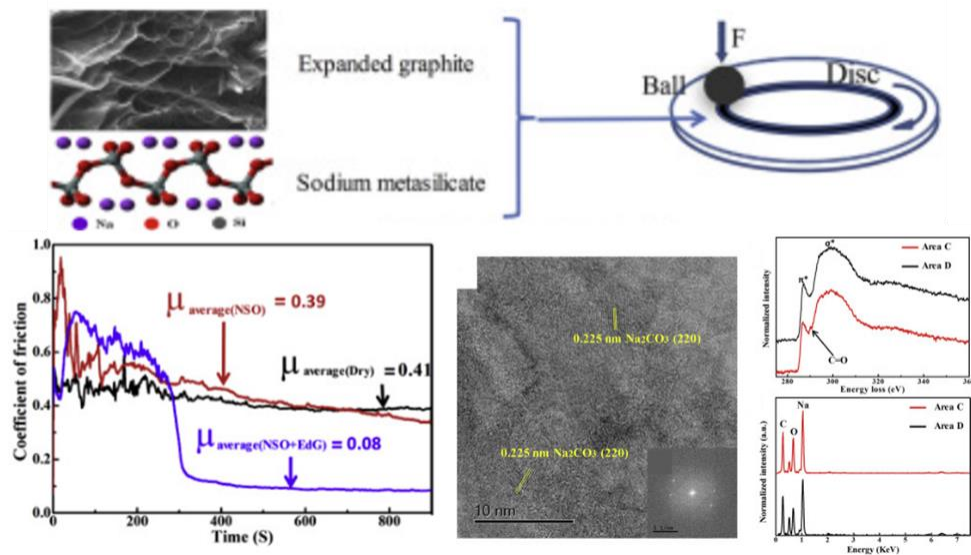 Expanded graphite
Sodium metasilicate
Na O Si
F
Ball
Disc
Coefficient of friction
1.0
0.8
0.6
0.4
0.2
0.0
0 200 400 600 800
Time (S)
μ average(NSO) = 0.39
μ average(Dry) = 0.41
μ average(NSO+EdG) = 0.08
0.225 nm Na2CO3 (220)
0.225 nm Na2CO3 (220)
10 nm
Normalized intensity
π*
σ*
Area C
Area D
C=O
280 300 320 340 360
Energy loss (eV)
Normalized intensity (a.u.)
C O Na
Area C
Area D
0 1 2 3 4 5 6 7
Energy (KeV)